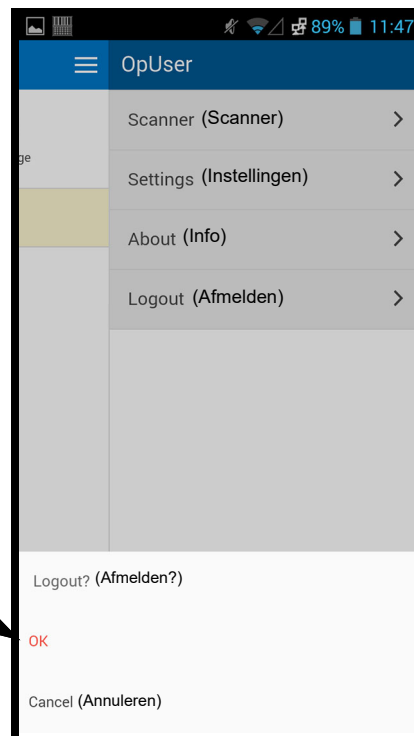 89% 11:47
OpUser
Scanner (Scanner)
ge
Settings (Instellingen)
About (Info)
Logout (Afmelden)
Logout? (Afmelden?)
OK
Cancel (Annuleren)